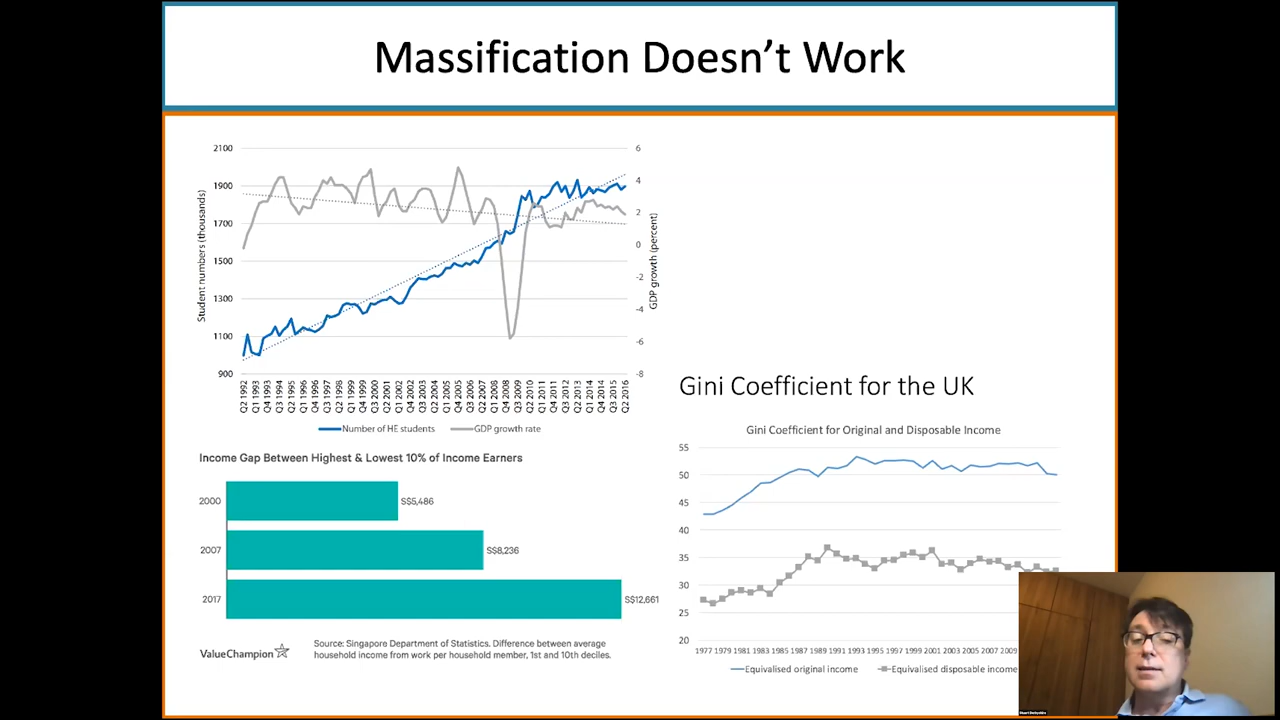 Massification Doesn't Work
2100
1900
1700
1500
1300
1100
900
Student numbers (thousands)
6
4
2
0
-2
-4
-6
-8
GDP growth (percent)
Q2 1992
Q1 1993
Q4 1993
Q3 1994
Q2 1995
Q1 1996
Q4 1996
Q3 1997
Q2 1998
Q1 1999
Q4 1999
Q3 2000
Q2 2001
Q1 2002
Q4 2002
Q3 2003
Q2 2004
Q1 2005
Q4 2005
Q3 2006
Q2 2007
Q1 2008
Q4 2008
Q3 2009
Q2 2010
Q1 2011
Q4 2011
Q3 2012
Q2 2013
Q1 2014
Q4 2014
Q3 2015
Q2 2016
Number of HE students
GDP growth rate
Income Gap Between Highest & Lowest 10% of Income Earners
2000
S$5,486
2007
S$8,236
2017
S$12,661
ValueChampion
Source: Singapore Department of Statistics. Difference between average
household income from work per household member, 1st and 10th deciles.
Gini Coefficient for the UK
Gini Coefficient for Original and Disposable Income
55
50
45
40
35
30
25
20
1977 1979 1981 1983 1985 1987 1989 1991 1993 1995 1997 1999 2001 2003 2005 2007 2009
Equivalised original income
Equivalised disposable income